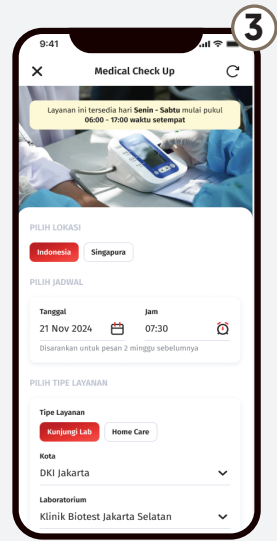 3
9:41
Medical Check Up
Layanan ini tersedia hari Senin - Sabtu mulai pukul
06:00 - 17:00 waktu setempat
PILIH LOKASI
Indonesia Singapura
PILIH JADWAL
Tanggal Jam
21 Nov 2024 07:30
Disarankan untuk pesan 2 minggu sebelumnya
PILIH TIPE LAYANAN
Tipe Layanan
Kunjungi Lab Home Care
Kota
DKI Jakarta
Laboratorium
Klinik Biotest Jakarta Selatan